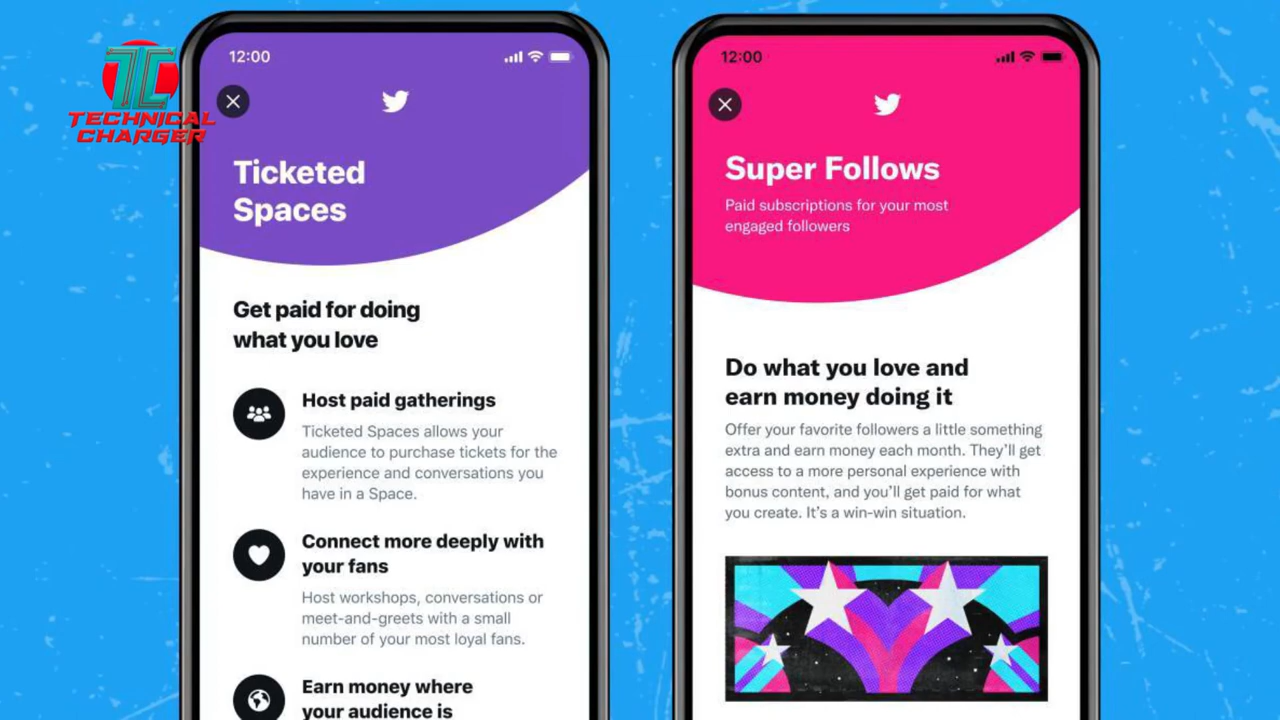 TECHNICAL
CHARGER
12:00
Ticketed
Spaces
Get paid for doing
what you love
Host paid gatherings
Ticketed Spaces allows your
audience to purchase tickets for the
experience and conversations you
have in a Space.
Connect more deeply with
your fans
Host workshops, conversations or
meet-and-greets with a small
number of your most loyal fans.
Earn money where
your audience is
12:00
Super Follows
Paid subscriptions for your most
engaged followers
Do what you love and
earn money doing it
Offer your favorite followers a little something
extra and earn money each month. They’ll get
access to a more personal experience with
bonus content, and you’ll get paid for what
you create. It’s a win-win situation.